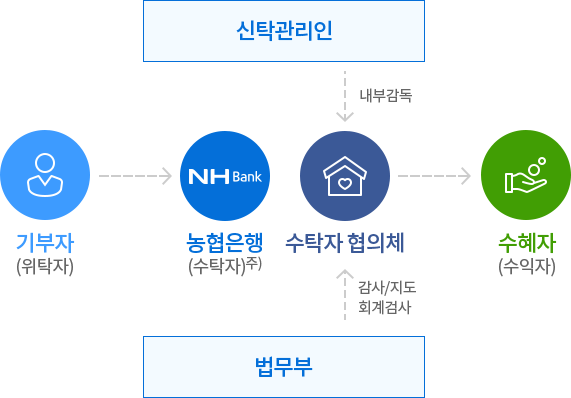 신탁관리인
내부감독
NH Bank
기부자
(위탁자)
농협은행
(수탁자)주)
수탁자 협의체
수혜자
(수익자)
감사/지도
회계검사
법무부